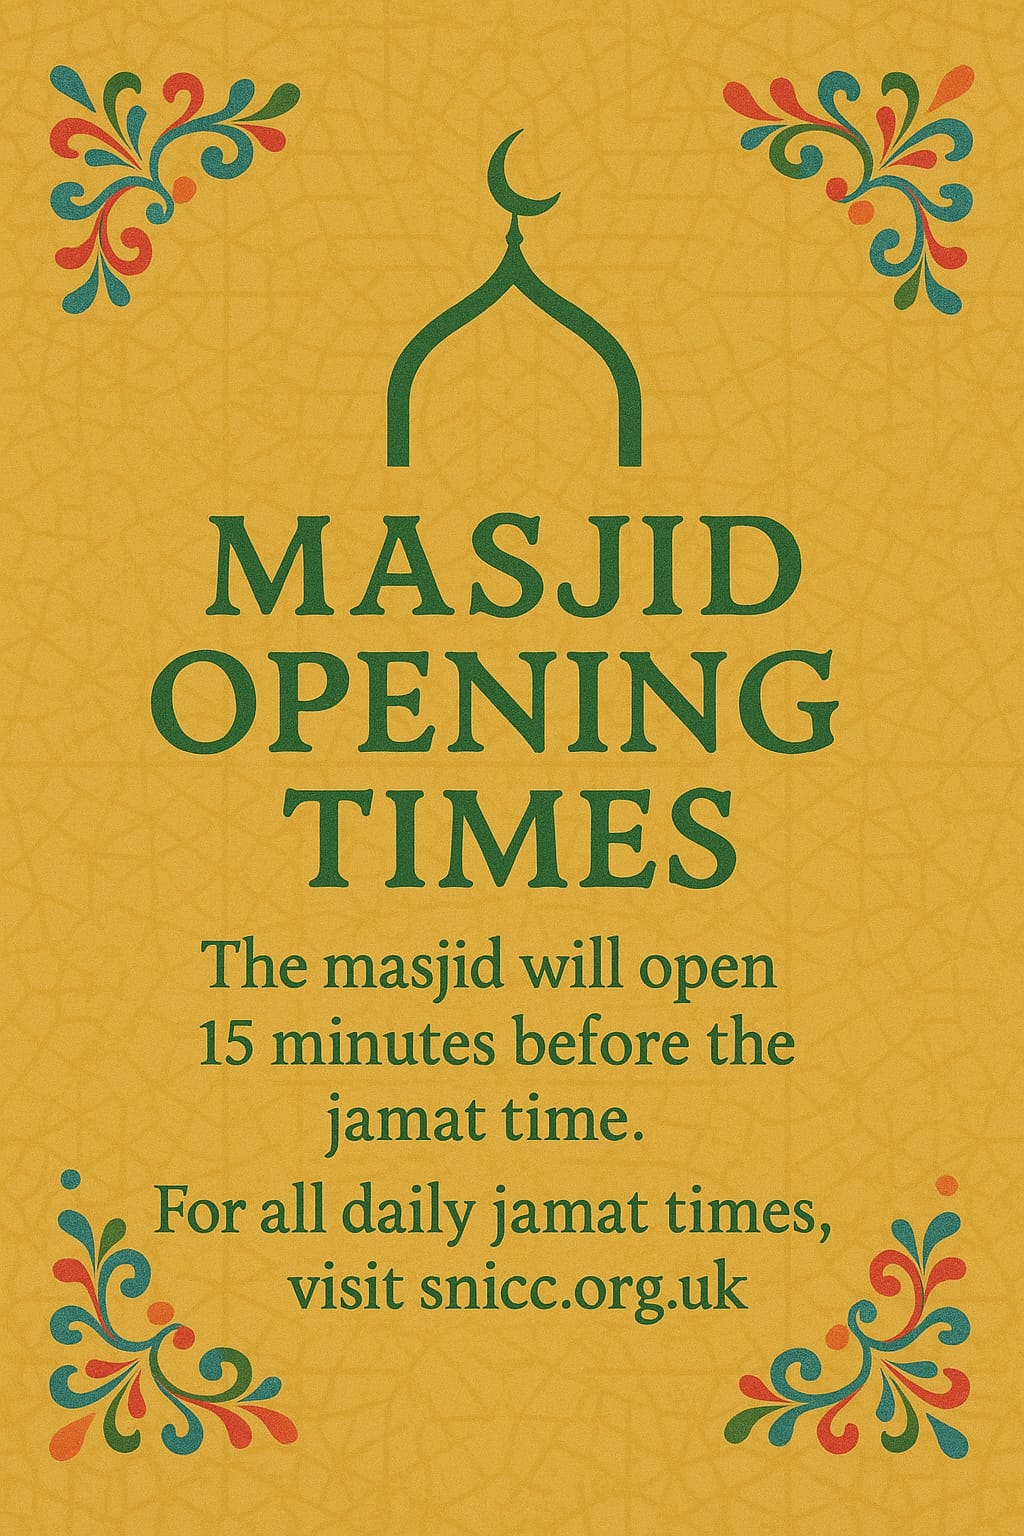 MASJID
OPENING
TIMES
The masjid will open
15 minutes before the
jamat time.
For all daily jamat times,
visit snicc.org.uk